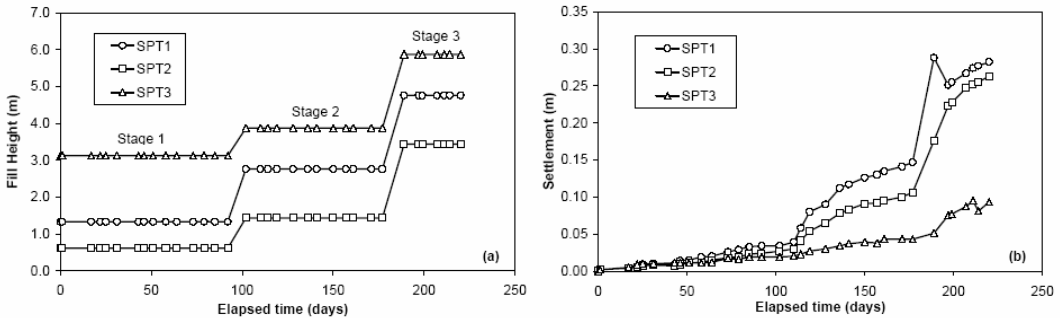 7.0
6.0
5.0
4.0
3.0
2.0
1.0
0.0
Fill Height (m)
SPT1
SPT2
SPT3
Stage 1
Stage 2
Stage 3
(a)
0 50 100 150 200 250
Elapsed time (days)
0.35
0.30
0.25
0.20
0.15
0.10
0.05
0.00
Settlement (m)
SPT1
SPT2
SPT3
(b)
0 50 100 150 200 250
Elapsed time (days)